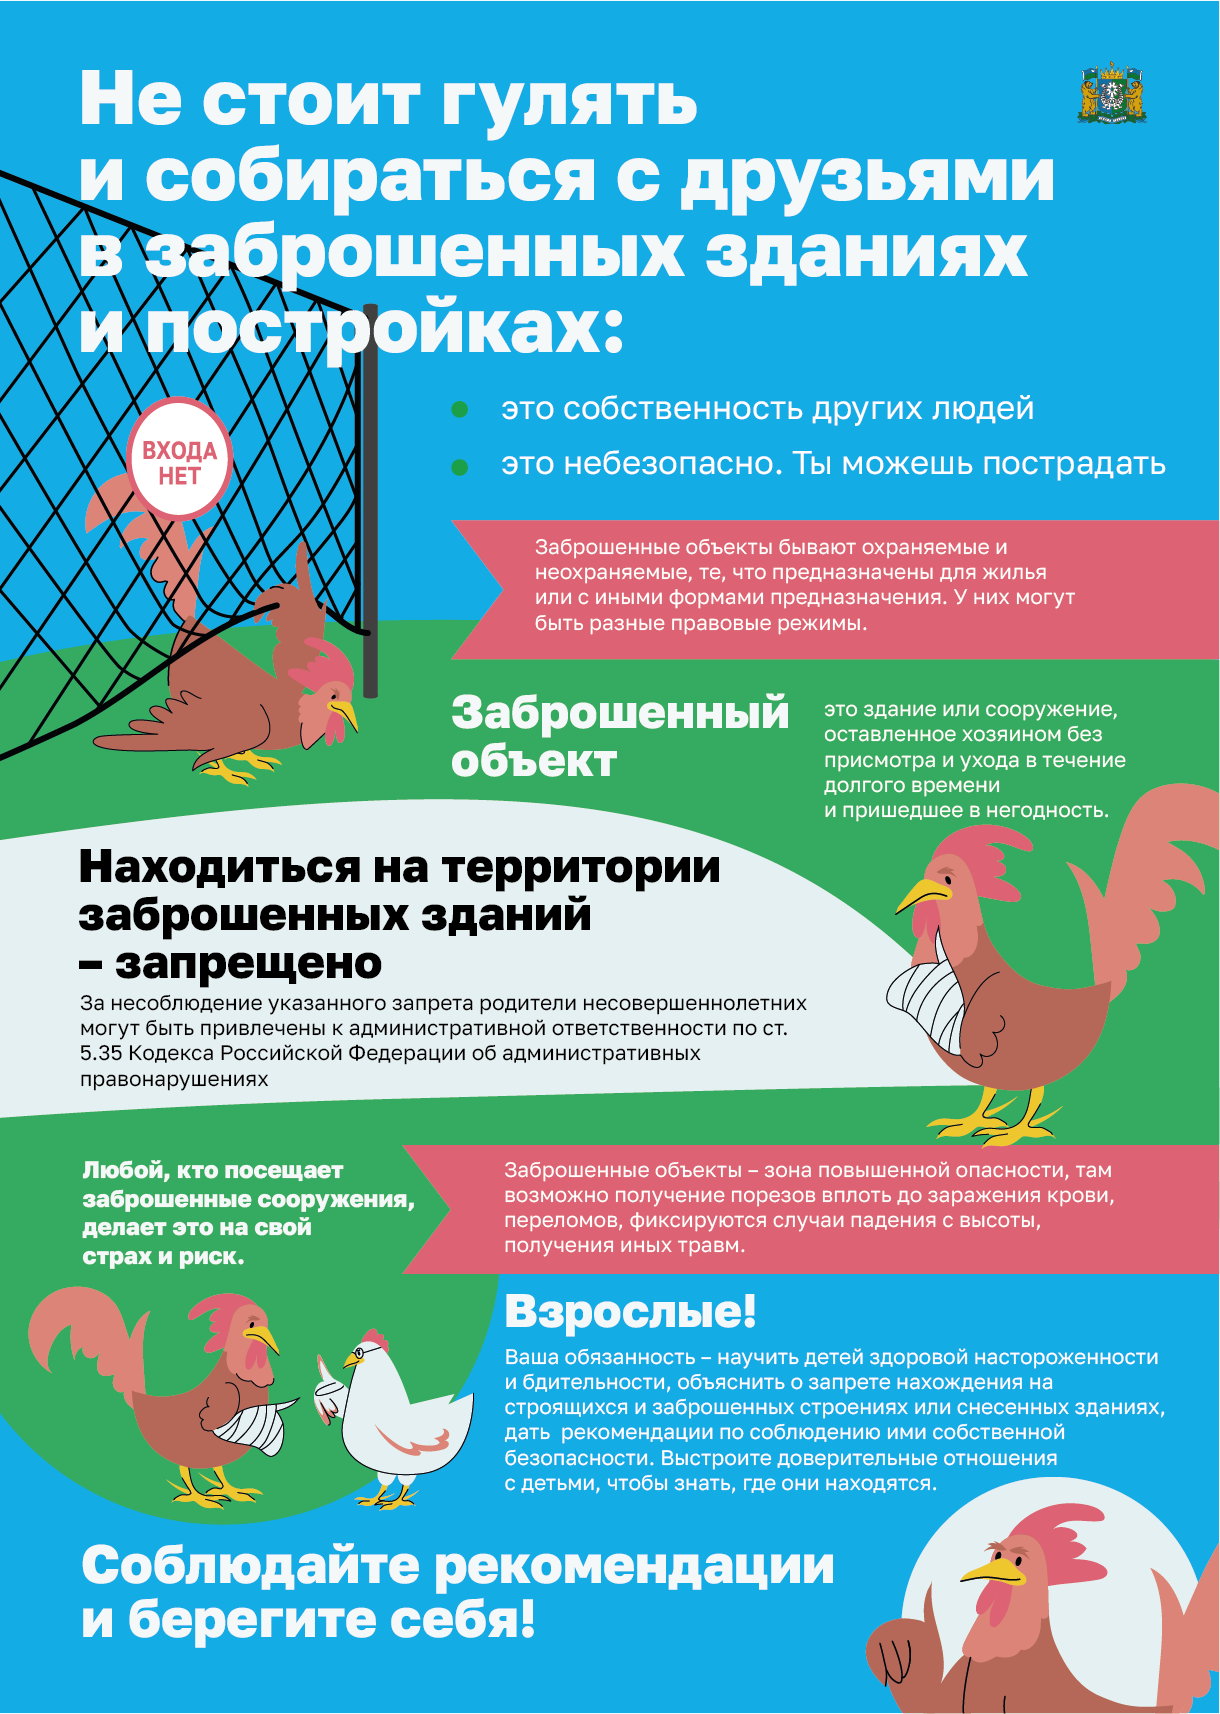 Не стоит гулять
и собираться с друзьями
в заброшенных зданиях
и постройках:
это собственность других людей
это небезопасно. Ты можешь пострадать
ВХОДА
НЕТ
Заброшенные объекты бывают охраняемые и
неохраняемые, те, что предназначены для жилья
или с иными формами предназначения. У них могут
быть разные правовые режимы.
Заброшенный
объект
это здание или сооружение,
оставленное хозяином без
присмотра и ухода в течение
долгого времени
и пришедшее в негодность.
Находиться на территории
заброшенных зданий
– запрещено
За несоблюдение указанного запрета родители несовершеннолетних
могут быть привлечены к административной ответственности по ст.
5.35 Кодекса Российской Федерации об административных
правонарушениях
Любой, кто посещает
заброшенные сооружения,
делает это на свой
страх и риск.
Заброшенные объекты – зона повышенной опасности, там
возможно получение порезов вплоть до заражения крови,
переломов, фиксируются случаи падения с высоты,
получения иных травм.
Взрослые!
Ваша обязанность – научить детей здоровой настороженности
и бдительности, объяснить о запрете нахождения на
строящихся и заброшенных строениях или снесенных зданиях,
дать  рекомендации по соблюдению ими собственной
безопасности. Выстроите доверительные отношения
с детьми, чтобы знать, где они находятся.
Соблюдайте рекомендации
и берегите себя!